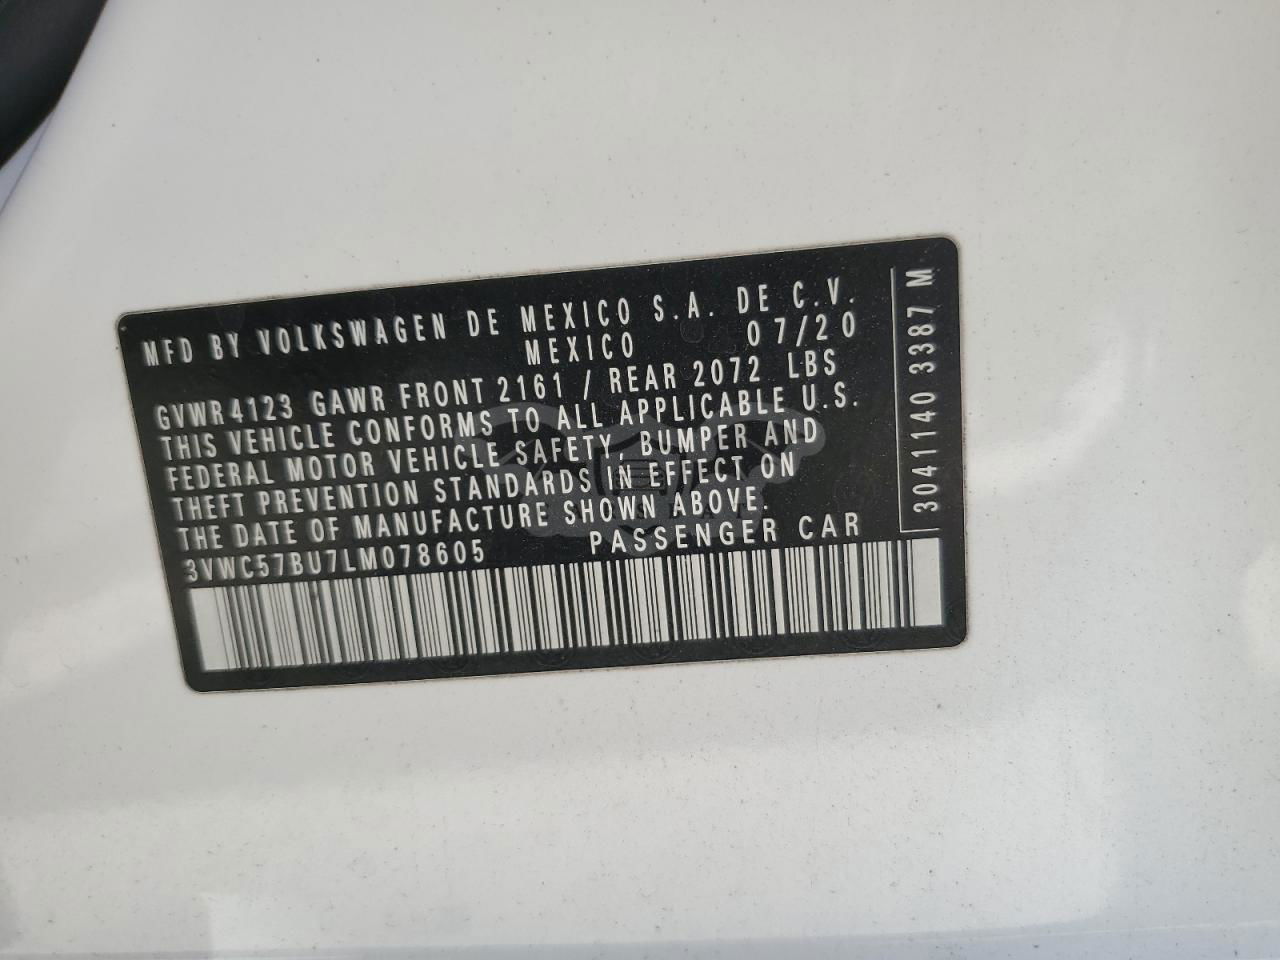 MFD BY VOLKSWAGEN DE MEXICO S.A. DE C.V.
MEXICO 07/20
GVWR 4123 GAWR FRONT 2161 / REAR 2072 LBS
THIS VEHICLE CONFORMS TO ALL APPLICABLE U.S.
FEDERAL MOTOR VEHICLE SAFETY, BUMPER AND
THEFT PREVENTION STANDARDS IN EFFECT ON
THE DATE OF MANUFACTURE SHOWN ABOVE.
3VWC57BU7LM078605 PASSENGER CAR
3041140 3387 M